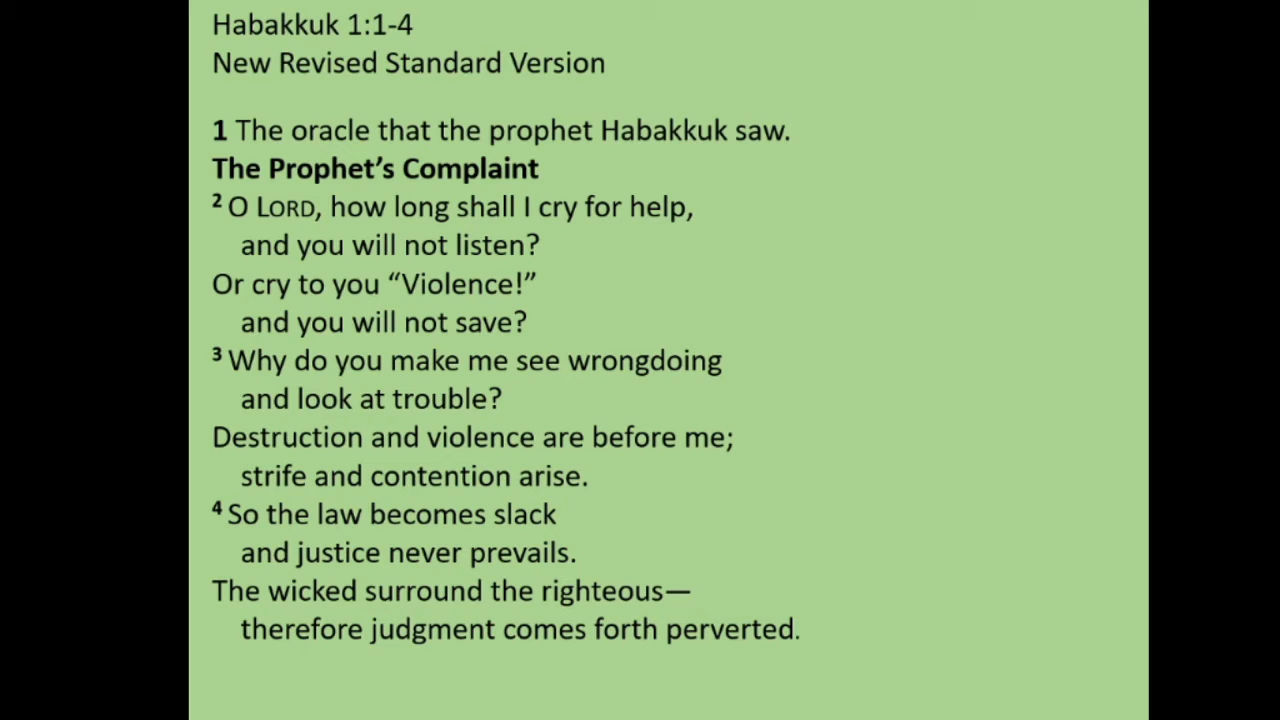 Habakkuk 1:1-4
New Revised Standard Version
1 The oracle that the prophet Habakkuk saw.
The Prophet’s Complaint
2 O LORD, how long shall I cry for help,
and you will not listen?
Or cry to you “Violence!”
and you will not save?
3 Why do you make me see wrongdoing
and look at trouble?
Destruction and violence are before me;
strife and contention arise.
4 So the law becomes slack
and justice never prevails.
The wicked surround the righteous—
therefore judgment comes forth perverted.